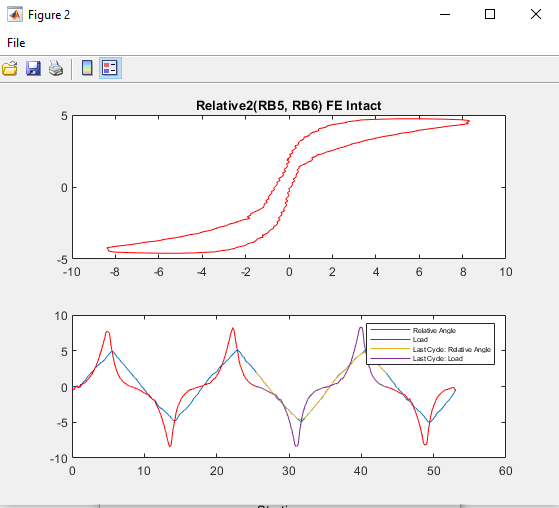 Figure 2
File
Relative2(RB5, RB6) FE Intact
5
0
-5
-10 -8 -6 -4 -2 0 2 4 6 8 10
10
5
0
-5
-10
0 10 20 30 40 50 60
Relative Angle
Load
Last Cycle: Relative Angle
Last Cycle: Load